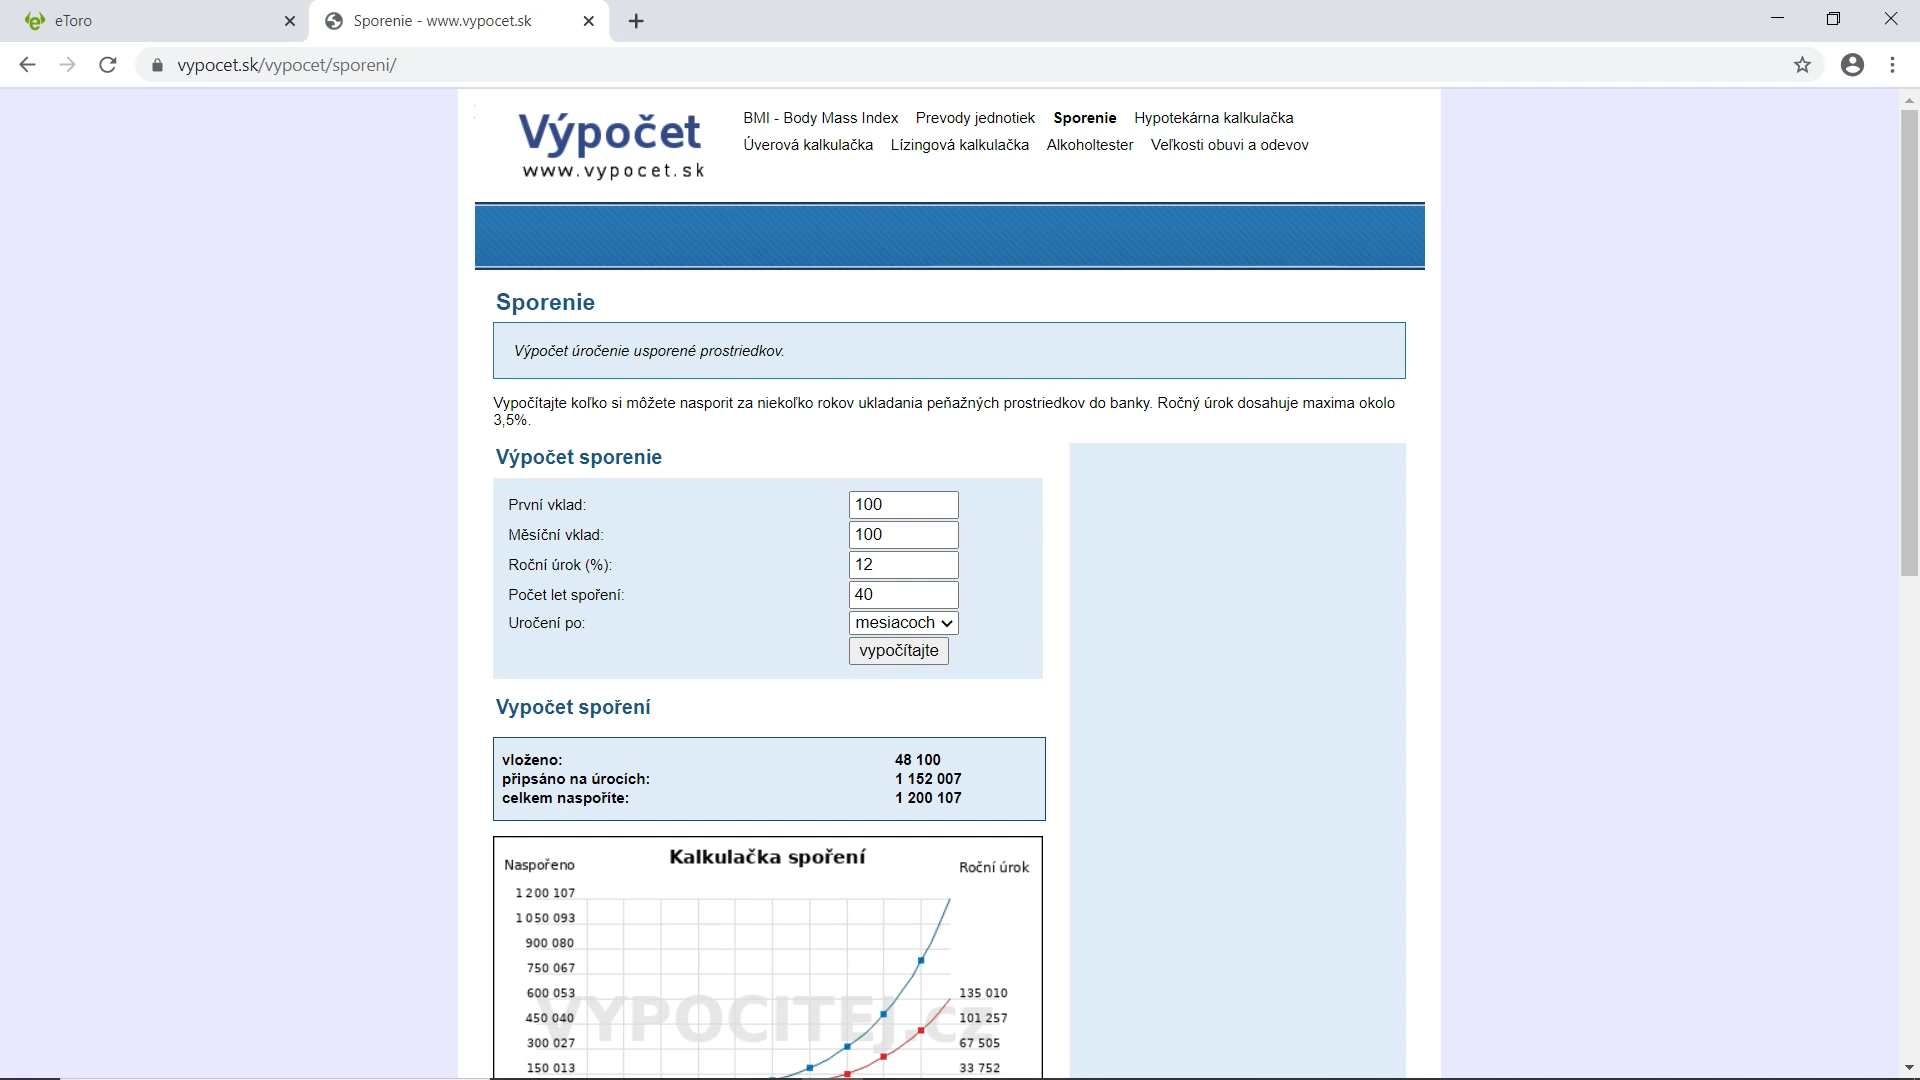 eToro
Sporenie - www.vypocet.sk
vypocet.sk/vypocet/sporeni/
Výpočet
www.vypocet.sk
BMI - Body Mass Index Prevody jednotiek Sporenie Hypotekárna kalkulačka
Úverová kalkulačka Lízingová kalkulačka Alkoholtester Veľkosti obuvi a odevov
Sporenie
Výpočet úročenie usporené prostriedkov.
Vypočítajte koľko si môžete nasporit za niekoľko rokov ukladania peňažných prostriedkov do banky. Ročný úrok dosahuje maxima okolo
3,5%.
Výpočet sporenie
První vklad: 100
Měsíční vklad: 100
Roční úrok (%): 12
Počet let spoření: 40
Uročení po: mesiacoch
vypočítajte
Vypočet spoření
vloženo: 48 100
připsáno na úrocích: 1 152 007
celkem naspoříte: 1 200 107
Kalkulačka spoření
Naspořeno
Roční úrok
1 200 107
1 050 093
900 080
750 067
600 053 135 010
450 040 101 257
300 027 67 505
150 013 33 752
VYPOCITEJ.cz